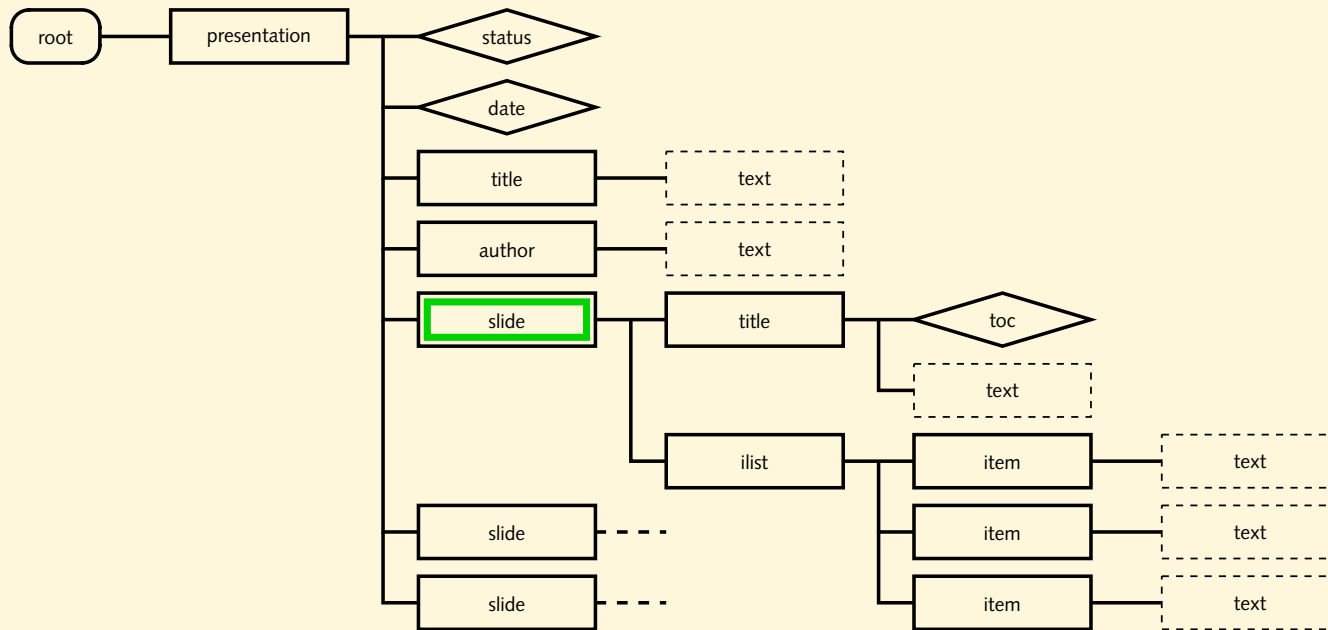 root
presentation
status
date
title
text
author
text
slide
title
toc
text
ilist
item
text
slide
item
text
slide
item
text